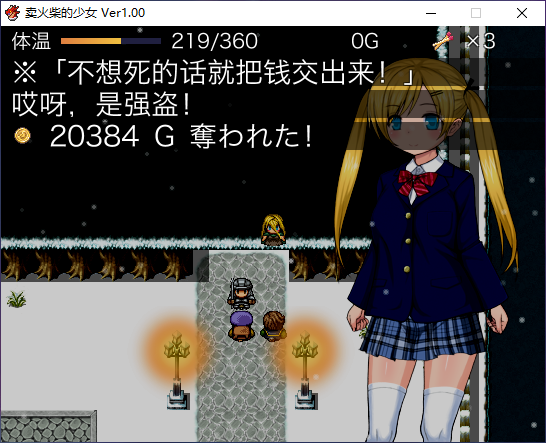 卖火柴的少女 Ver1.00
体温 219/360 0G ×3
※「不想死的话就把钱交出来！」
哎呀，是强盗！
20384 G 奪われた！